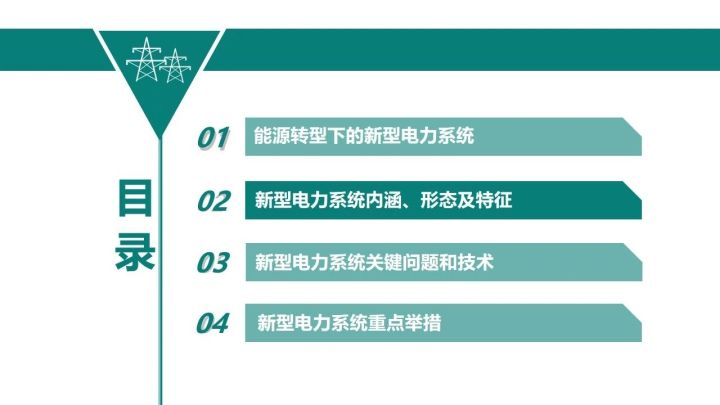 目录
01 能源转型下的新型电力系统
02 新型电力系统内涵、形态及特征
03 新型电力系统关键问题和技术
04 新型电力系统重点举措